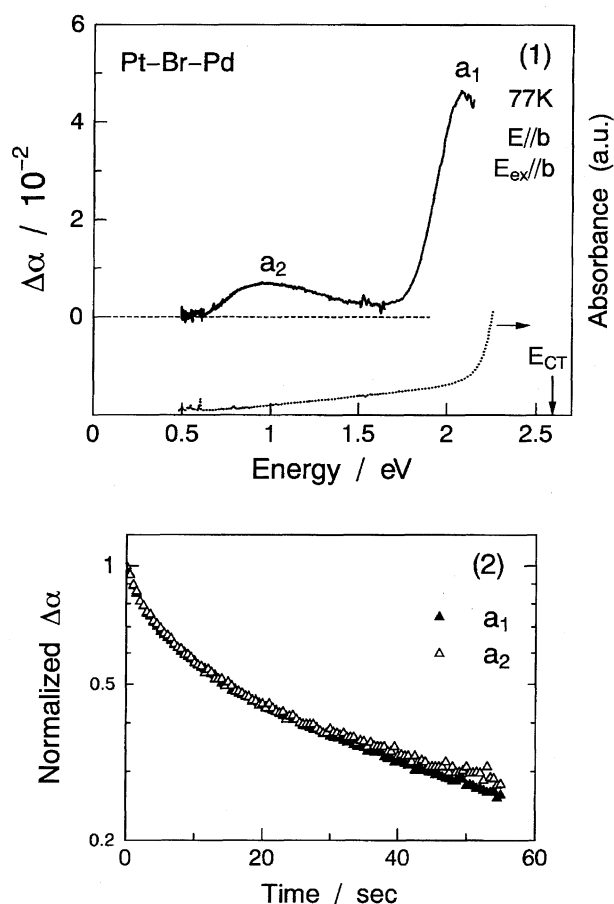 Pt–Br–Pd
(1)
a1
77K
E//b
Eex//b
a2
ECT
6
4
2
0
Δα / 10−2
Absorbance (a.u.)
0 0.5 1 1.5 2 2.5
Energy / eV
(2)
a1
a2
1
0.5
0.2
Normalized Δα
0 20 40 60
Time / sec